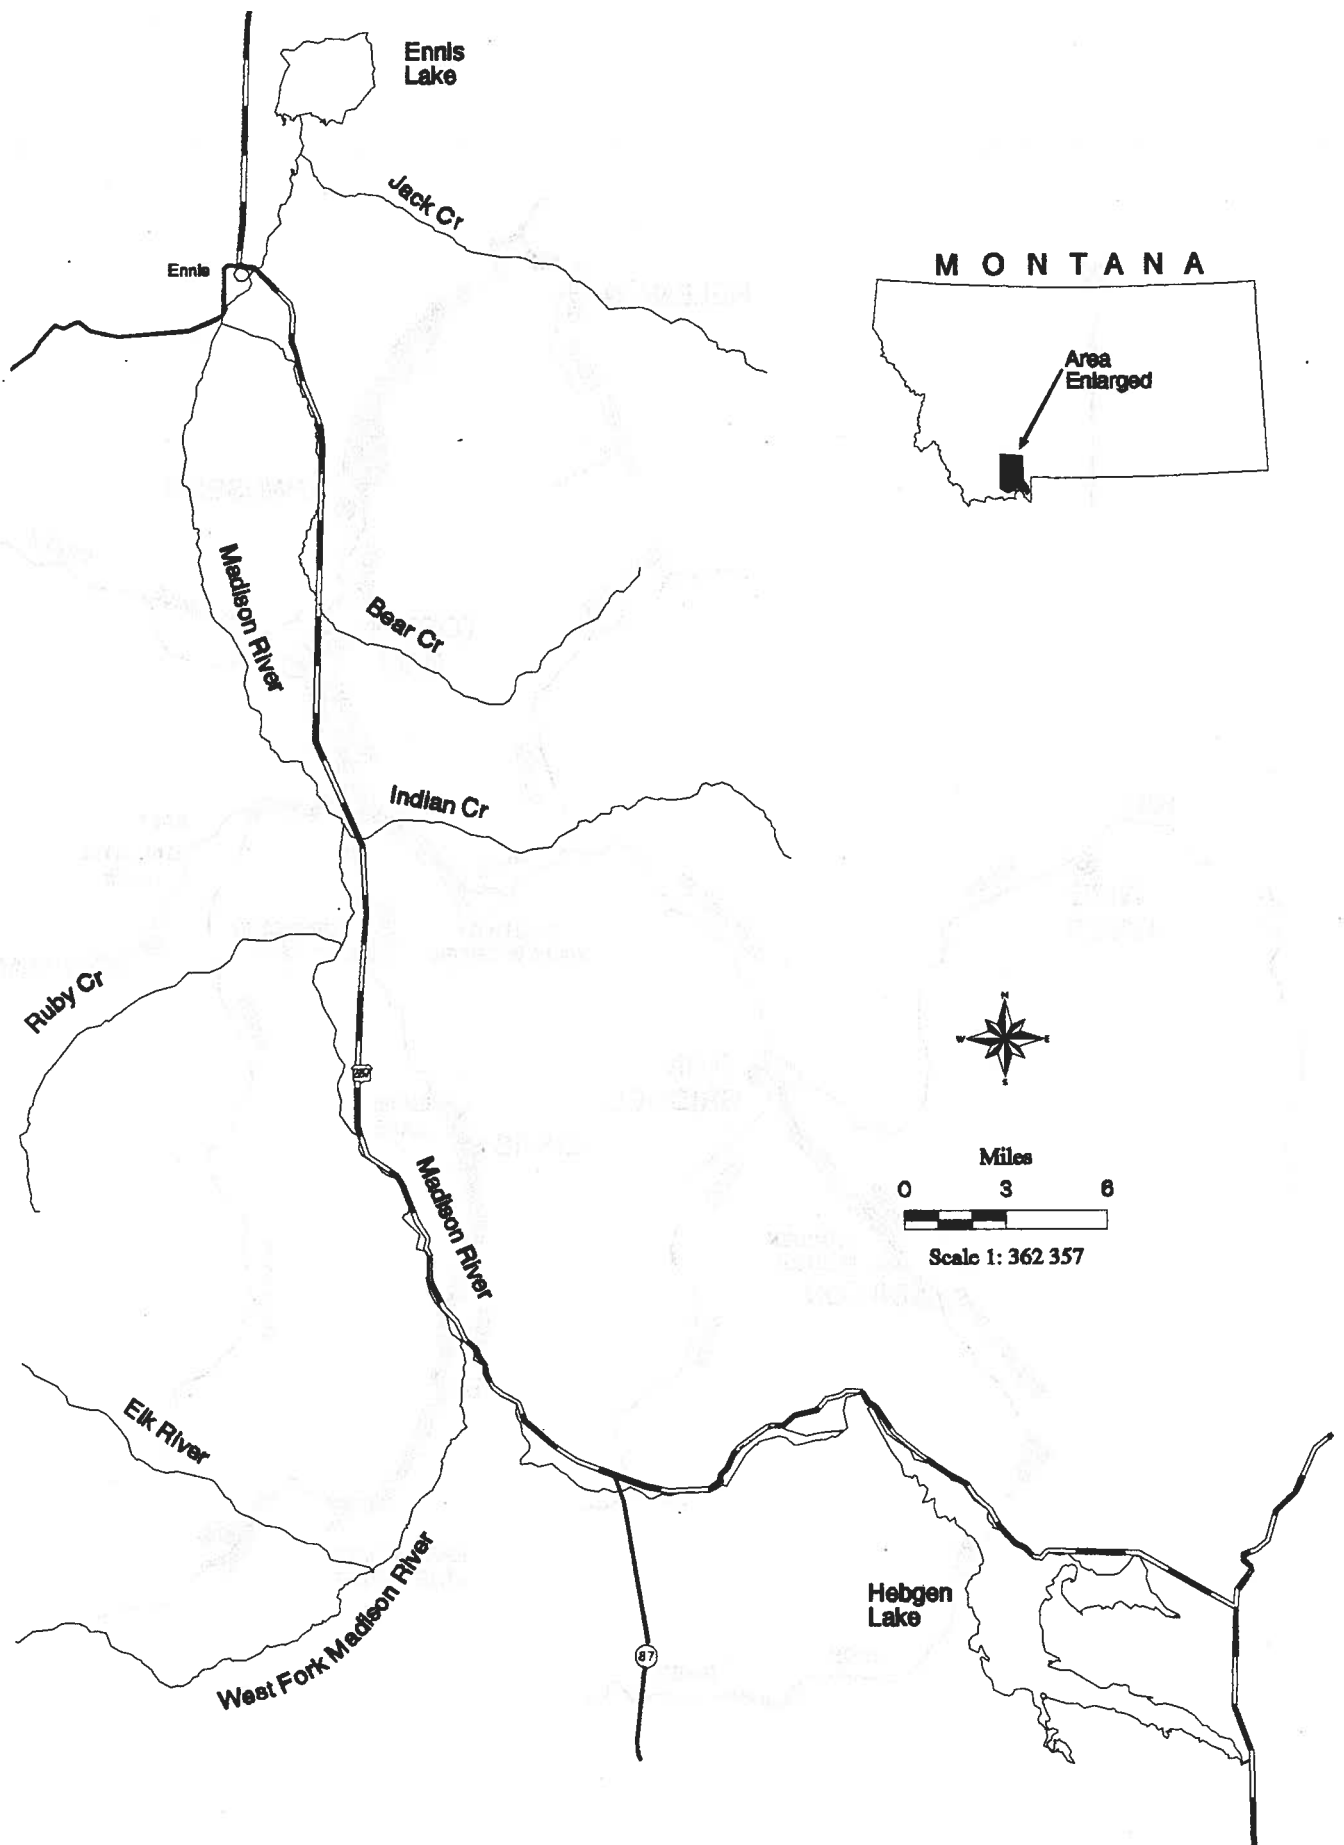 Ennis
Lake
Jack Cr
Ennis
MONTANA
Area
Enlarged
Madison River
Bear Cr
Indian Cr
Ruby Cr
N
W
E
S
287
Miles
0 3 6
Scale 1: 362 357
Madison River
Elk River
West Fork Madison River
Hebgen
Lake
87